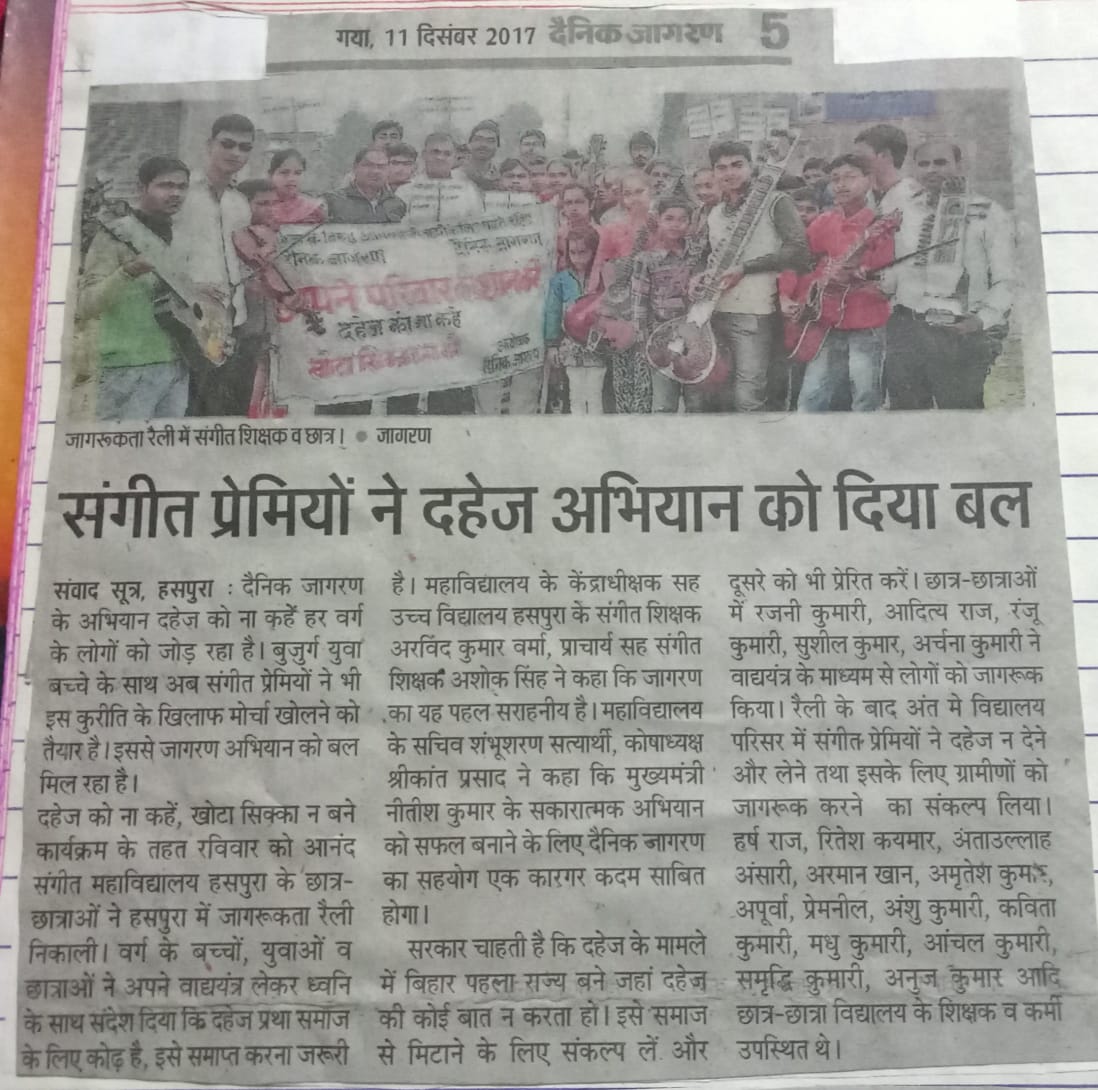 गया, 11 दिसंबर 2017 दैनिक जागरण 5
दैनिक जागरण
दैनिक जागरण
अपने परिवार
दहेज को ना कहें
खोटा सिक्का
आयोजक
दैनिक जागरण
जागरूकता रैली में संगीत शिक्षक व छात्र। ● जागरण
संगीत प्रेमियों ने दहेज अभियान को दिया बल
संवाद सूत्र, हसपुरा : दैनिक जागरण
के अभियान दहेज को ना कहें हर वर्ग
के लोगों को जोड़ रहा है। बुजुर्ग युवा
बच्चे के साथ अब संगीत प्रेमियों ने भी
इस कुरीति के खिलाफ मोर्चा खोलने को
तैयार है। इससे जागरण अभियान को बल
मिल रहा है।
दहेज को ना कहें, खोटा सिक्का न बने
कार्यक्रम के तहत रविवार को आनंद
संगीत महाविद्यालय हसपुरा के छात्र-
छात्राओं ने हसपुरा में जागरूकता रैली
निकाली। वर्ग के बच्चों, युवाओं व
छात्राओं ने अपने वाद्ययंत्र लेकर ध्वनि
के साथ संदेश दिया कि दहेज प्रथा समाज
के लिए कोढ़ है, इसे समाप्त करना जरूरी
है। महाविद्यालय के केंद्राधीक्षक सह
उच्च विद्यालय हसपुरा के संगीत शिक्षक
अरविंद कुमार वर्मा, प्राचार्य सह संगीत
शिक्षक अशोक सिंह ने कहा कि जागरण
का यह पहल सराहनीय है। महाविद्यालय
के सचिव शंभूशरण सत्यार्थी, कोषाध्यक्ष
श्रीकांत प्रसाद ने कहा कि मुख्यमंत्री
नीतीश कुमार के सकारात्मक अभियान
को सफल बनाने के लिए दैनिक जागरण
का सहयोग एक कारगर कदम साबित
होगा।
सरकार चाहती है कि दहेज के मामले
में बिहार पहला राज्य बने जहां दहेज
की कोई बात न करता हो। इसे समाज
से मिटाने के लिए संकल्प लें और
दूसरे को भी प्रेरित करें। छात्र-छात्राओं
में रजनी कुमारी, आदित्य राज, रंजू
कुमारी, सुशील कुमार, अर्चना कुमारी ने
वाद्ययंत्र के माध्यम से लोगों को जागरूक
किया। रैली के बाद अंत मे विद्यालय
परिसर में संगीत प्रेमियों ने दहेज न देने
और लेने तथा इसके लिए ग्रामीणों को
जागरूक करने का संकल्प लिया।
हर्ष राज, रितेश कयमार, अताउल्लाह
अंसारी, अरमान खान, अमृतेश कुमार,
अपूर्वा, प्रेमनील, अंशु कुमारी, कविता
कुमारी, मधु कुमारी, आंचल कुमारी,
समृद्धि कुमारी, अनुज कुमार आदि
छात्र-छात्रा विद्यालय के शिक्षक व कर्मी
उपस्थित थे।